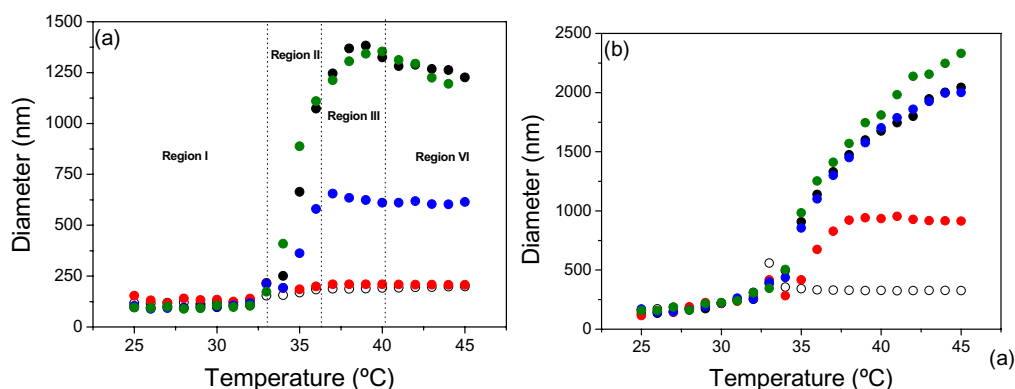 (a)
1500
1250
1000
750
500
250
0
Diameter (nm)
Region I
Region II
Region III
Region VI
25 30 35 40 45
Temperature (ºC)
(b)
2500
2000
1500
1000
500
0
Diameter (nm)
25 30 35 40 45
Temperature (ºC)
(a)